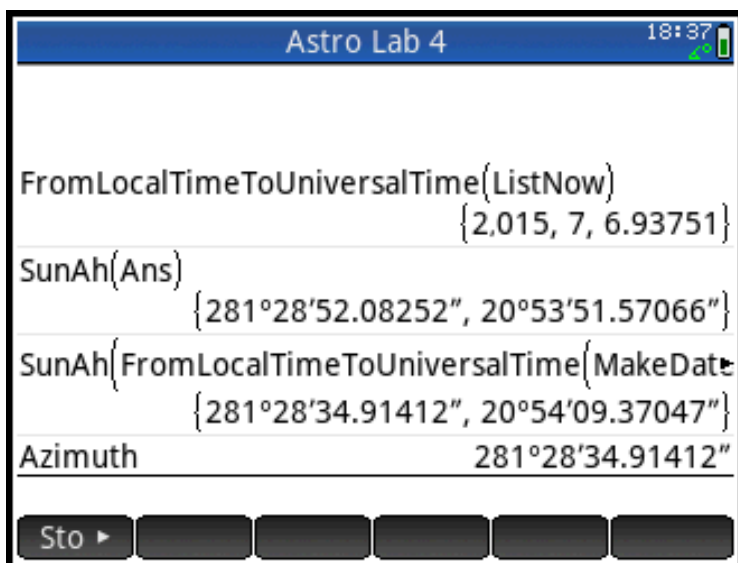 Astro Lab 4 18:37
FromLocalTimeToUniversalTime(ListNow)
{2,015, 7, 6.93751}
SunAh(Ans)
{281°28′52.08252″, 20°53′51.57066″}
SunAh(FromLocalTimeToUniversalTime(MakeDate
{281°28′34.91412″, 20°54′09.37047″}
Azimuth 281°28′34.91412″
Sto ►